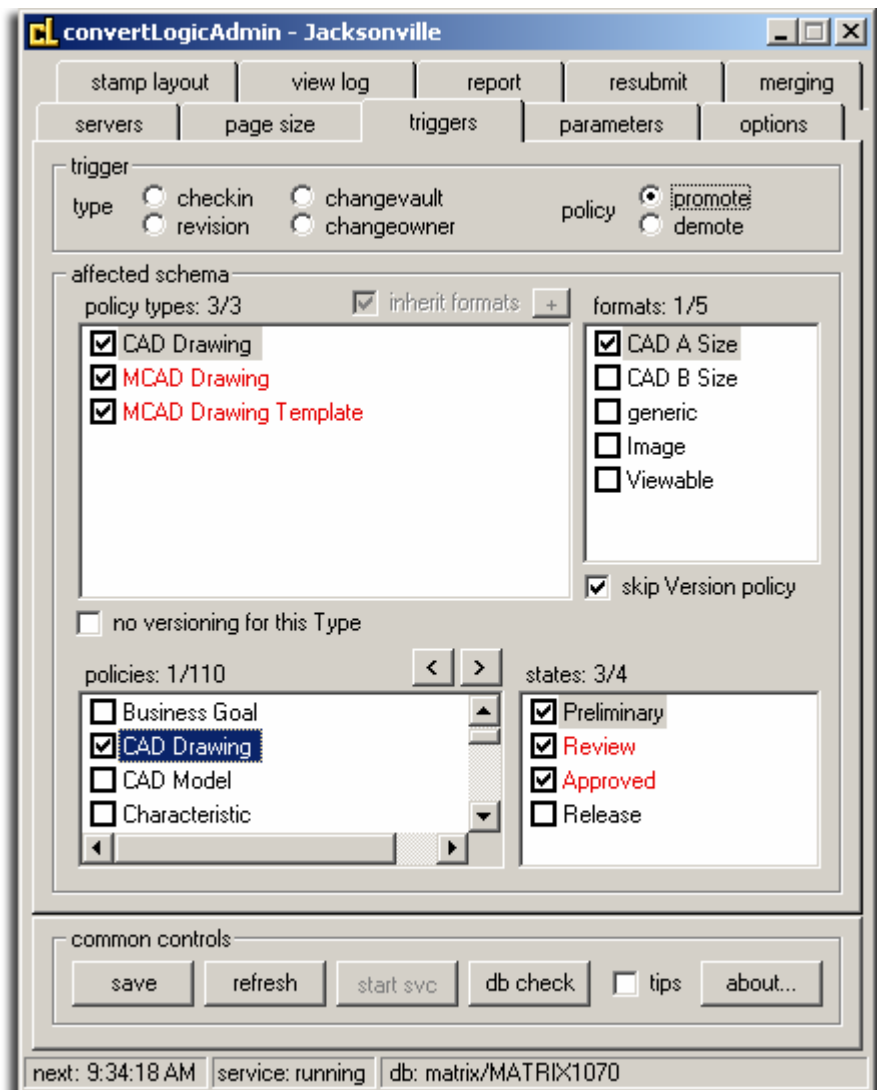 cL convertLogicAdmin - Jacksonville
stamp layout view log report resubmit merging
servers page size triggers parameters options
trigger
type checkin changevault policy promote
revision changeowner demote
affected schema
policy types: 3/3 inherit formats + formats: 1/5
CAD Drawing CAD A Size
MCAD Drawing CAD B Size
MCAD Drawing Template generic
Image
Viewable
skip Version policy
no versioning for this Type
policies: 1/110 < > states: 3/4
Business Goal Preliminary
CAD Drawing Review
CAD Model Approved
Characteristic Release
common controls
save refresh start svc db check tips about...
next: 9:34:18 AM service: running db: matrix/MATRIX1070